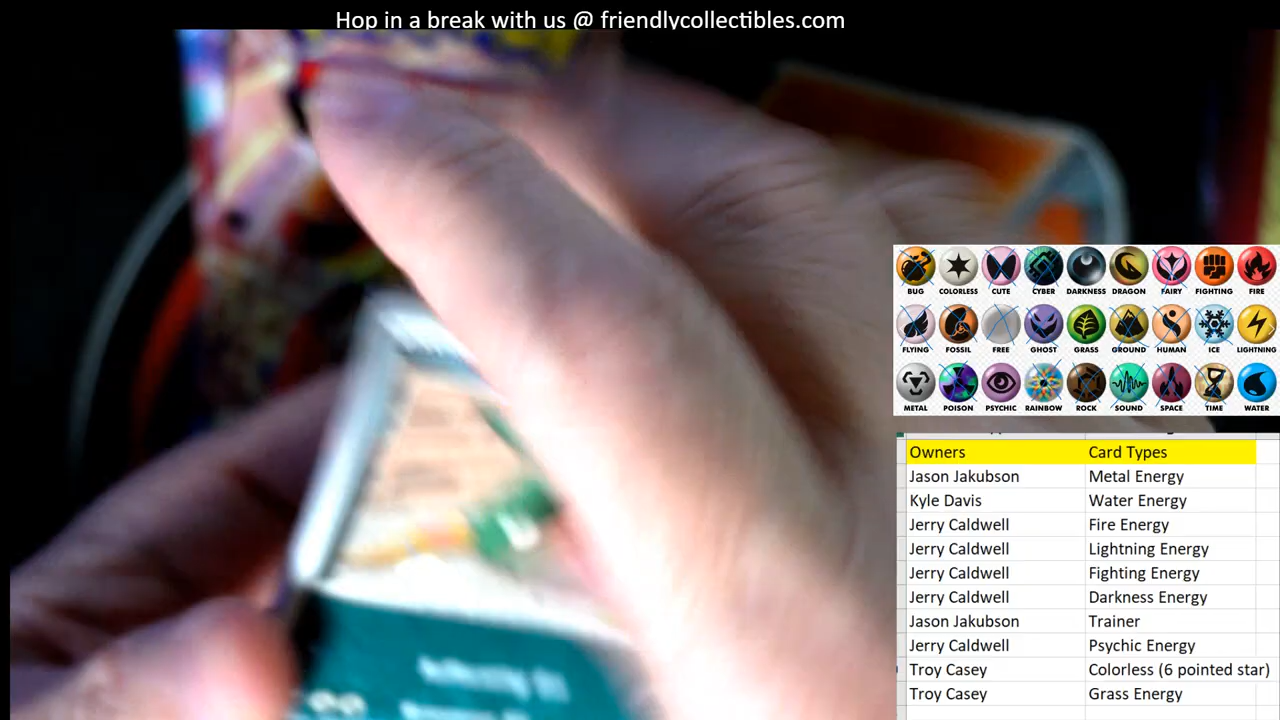 Hop in a break with us @ friendlycollectibles.com
BUG COLORLESS CUTE CYBER DARKNESS DRAGON FAIRY FIGHTING FIRE
FLYING FOSSIL FREE GHOST GRASS GROUND HUMAN ICE LIGHTNING
METAL POISON PSYCHIC RAINBOW ROCK SOUND SPACE TIME WATER
Owners Card Types
Jason Jakubson Metal Energy
Kyle Davis Water Energy
Jerry Caldwell Fire Energy
Jerry Caldwell Lightning Energy
Jerry Caldwell Fighting Energy
Jerry Caldwell Darkness Energy
Jason Jakubson Trainer
Jerry Caldwell Psychic Energy
Troy Casey Colorless (6 pointed star)
Troy Casey Grass Energy